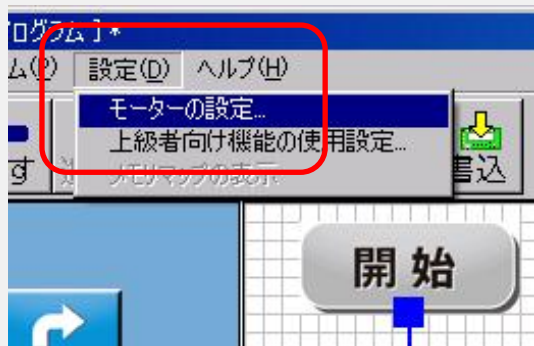 ログラム ] *
ム(P) 設定(D) ヘルプ(H)
モーターの設定...
上級者向け機能の使用設定...
メモリマップの表示
す 書込
開始